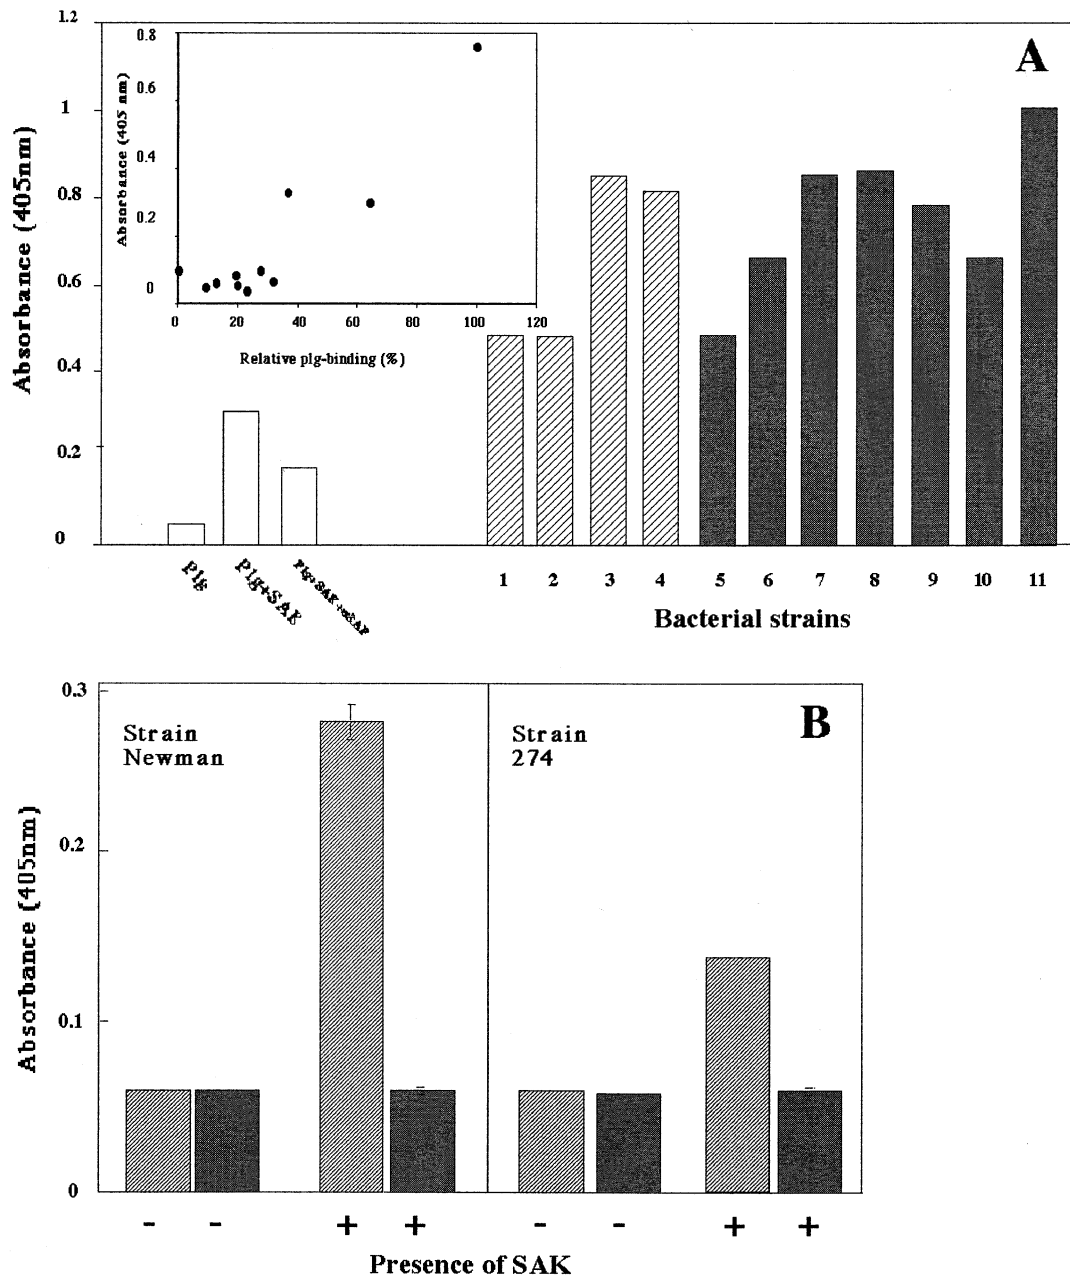 A
Absorbance (405nm)
1.2
1
0.8
0.6
0.4
0.2
0
Absorbance (405 nm)
0.8
0.6
0.4
0.2
0
0 20 40 60 80 100 120
Relative plg-binding (%)
plg
plg+SAK
1 2 3 4 5 6 7 8 9 10 11
Bacterial strains
B
Absorbance (405nm)
0.3
0.2
0.1
0
Strain
Newman
Strain
274
- - + + - - + +
Presence of SAK